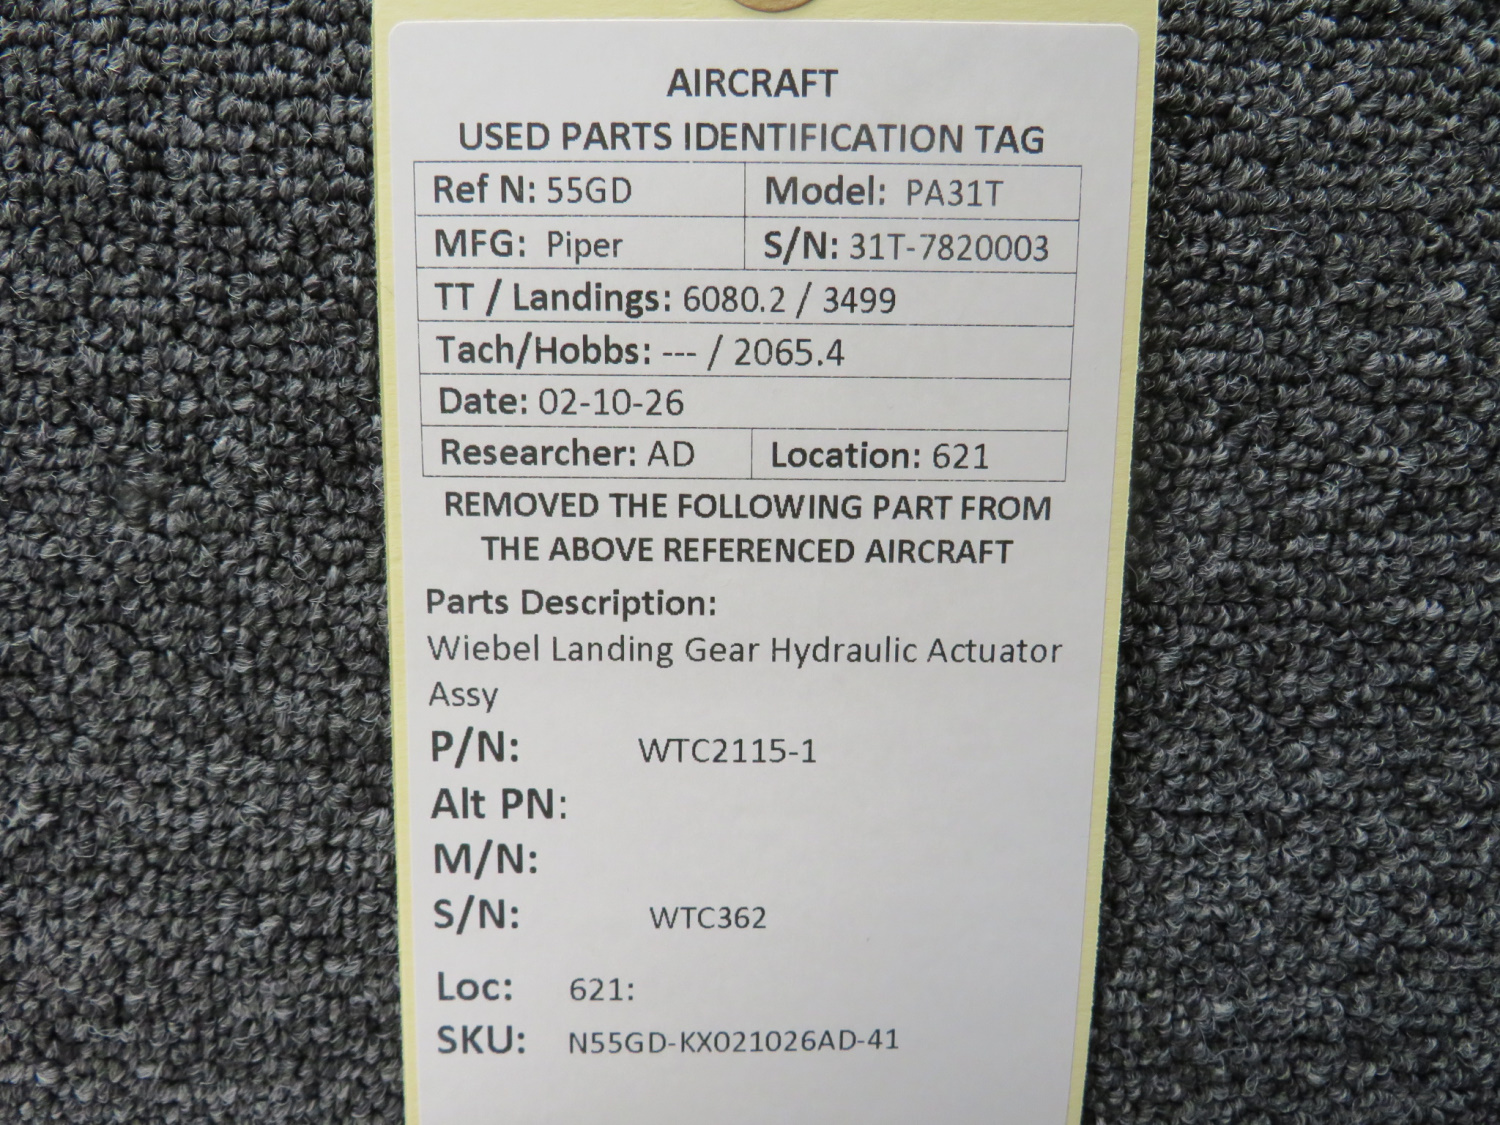 AIRCRAFT
USED PARTS IDENTIFICATION TAG
Ref N: 55GD Model: PA31T
MFG: Piper S/N: 31T-7820003
TT / Landings: 6080.2 / 3499
Tach/Hobbs: --- / 2065.4
Date: 02-10-26
Researcher: AD Location: 621
REMOVED THE FOLLOWING PART FROM
THE ABOVE REFERENCED AIRCRAFT
Parts Description:
Wiebel Landing Gear Hydraulic Actuator
Assy
P/N: WTC2115-1
Alt PN:
M/N:
S/N: WTC362
Loc: 621:
SKU: N55GD-KX021026AD-41